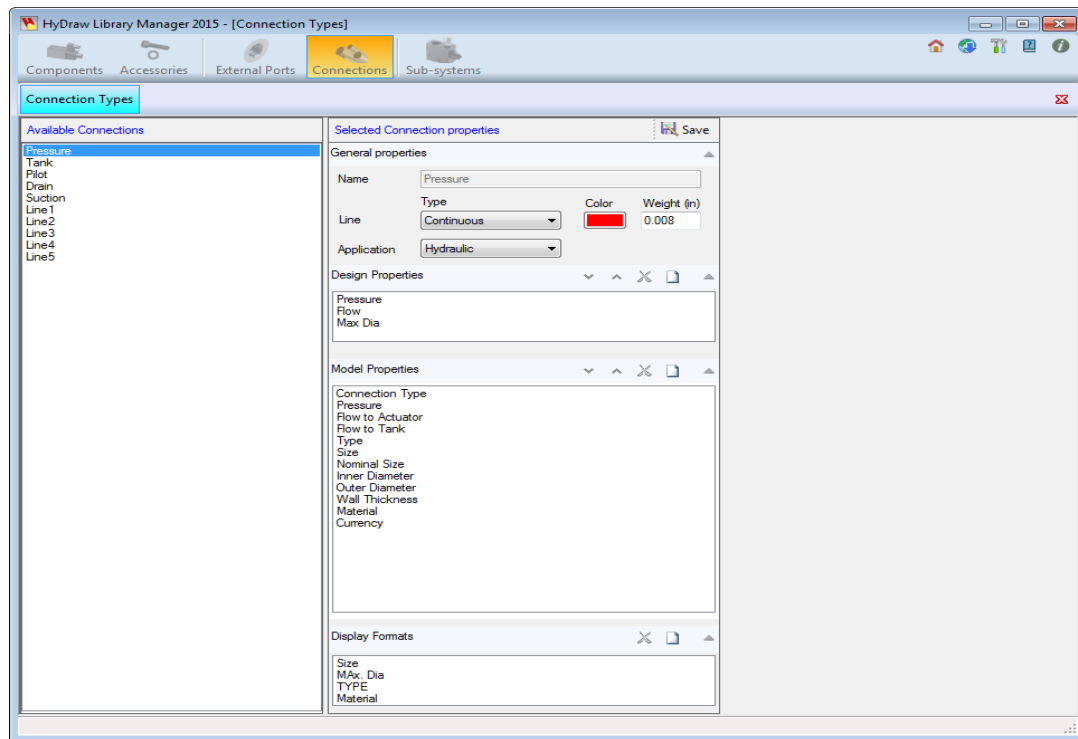 HyDraw Library Manager 2015 - [Connection Types]
Components Accessories External Ports Connections Sub-systems
Connection Types
Available Connections
Pressure
Tank
Pilot
Drain
Suction
Line1
Line2
Line3
Line4
Line5
Selected Connection properties Save
General properties
Name Pressure
Type Color Weight (in)
Line Continuous 0.008
Application Hydraulic
Design Properties
Pressure
Flow
Max Dia
Model Properties
Connection Type
Pressure
Flow to Actuator
Flow to Tank
Type
Size
Nominal Size
Inner Diameter
Outer Diameter
Wall Thickness
Material
Currency
Display Formats
Size
MAx. Dia
TYPE
Material